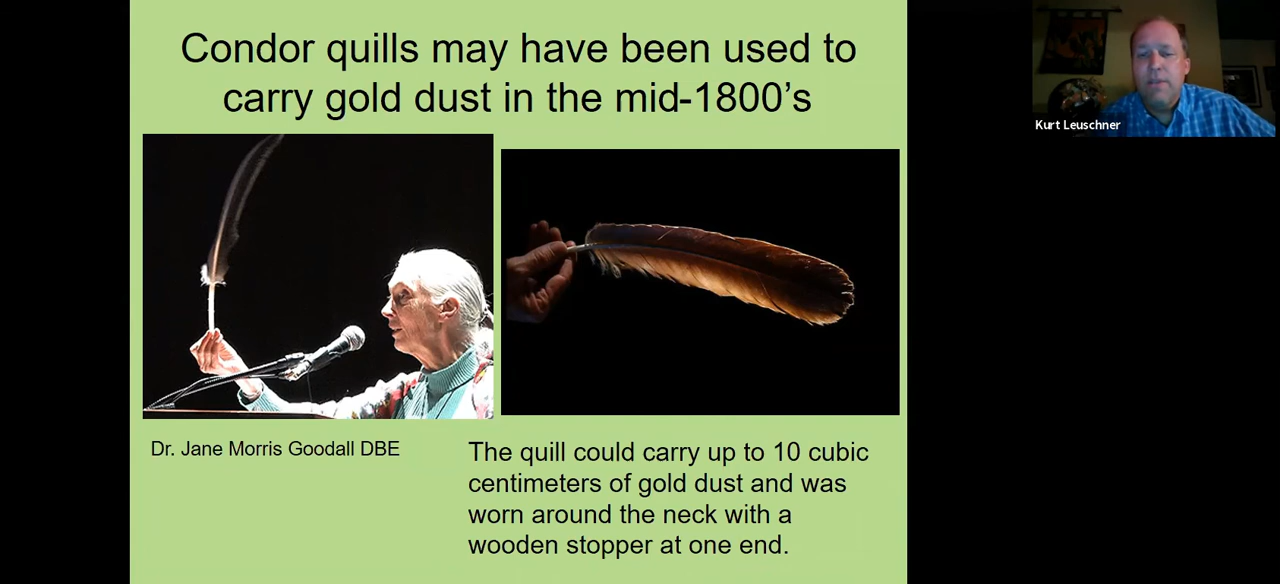 Condor quills may have been used to
carry gold dust in the mid-1800's
Kurt Leuschner
Dr. Jane Morris Goodall DBE
The quill could carry up to 10 cubic
centimeters of gold dust and was
worn around the neck with a
wooden stopper at one end.